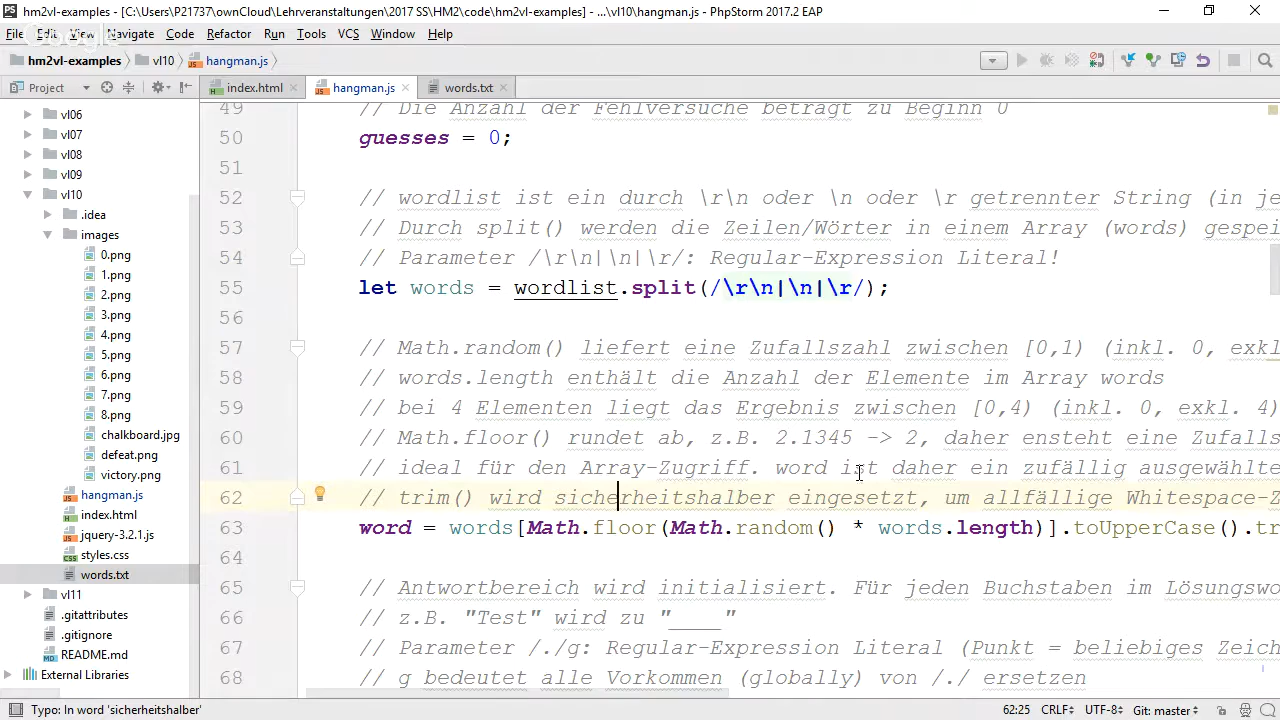 hm2vl-examples - [C:\Users\P21737\ownCloud\Lehrveranstaltungen\2017 SS\HM2\code\hm2vl-examples] - ...\vl10\hangman.js - PhpStorm 2017.2 EAP
File Edit View Navigate Code Refactor Run Tools VCS Window Help
Google
hm2vl-examples vl10 hangman.js
Project index.html hangman.js words.txt
vl06
vl07
vl08
vl09
vl10
.idea
images
0.png
1.png
2.png
3.png
4.png
5.png
6.png
7.png
8.png
chalkboard.jpg
defeat.png
victory.png
hangman.js
index.html
jquery-3.2.1.js
styles.css
words.txt
vl11
.gitattributes
.gitignore
README.md
External Libraries
49 // Die Anzahl der Fehlversuche beträgt zu Beginn 0
50 guesses = 0;
51
52 // wordlist ist ein durch \r\n oder \n oder \r getrennter String (in je
53 // Durch split() werden die Zeilen/Wörter in einem Array (words) gespei
54 // Parameter /\r\n|\n|\r/: Regular-Expression Literal!
55 let words = wordlist.split(/\r\n|\n|\r/);
56
57 // Math.random() liefert eine Zufallszahl zwischen [0,1) (inkl. 0, exkl
58 // words.length enthält die Anzahl der Elemente im Array words
59 // bei 4 Elementen liegt das Ergebnis zwischen [0,4) (inkl. 0, exkl. 4)
60 // Math.floor() rundet ab, z.B. 2.1345 -> 2, daher ensteht eine Zufalls
61 // ideal für den Array-Zugriff. word ist daher ein zufällig ausgewählte
62 // trim() wird sicherheitshalber eingesetzt, um allfällige Whitespace-Z
63 word = words[Math.floor(Math.random() * words.length)].toUpperCase().tr
64
65 // Antwortbereich wird initialisiert. Für jeden Buchstaben im Lösungswo
66 // z.B. "Test" wird zu "____"
67 // Parameter /./g: Regular-Expression Literal (Punkt = beliebiges Zeich
68 // g bedeutet alle Vorkommen (globally) von /./ ersetzen
Typo: In word 'sicherheitshalber' 62:25 CRLF UTF-8 Git: master